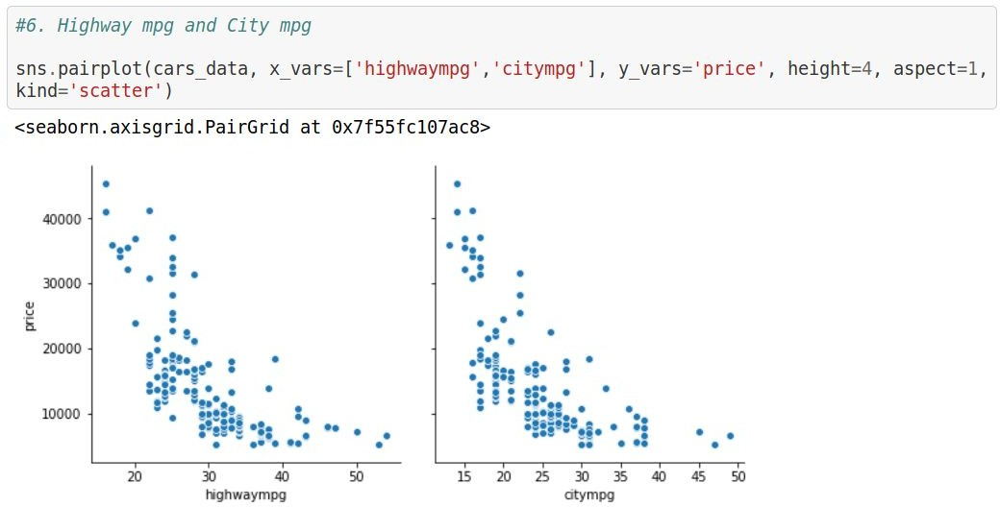 #6. Highway mpg and City mpg
sns.pairplot(cars_data, x_vars=['highwaympg','citympg'], y_vars='price', height=4, aspect=1,
kind='scatter')
<seaborn.axisgrid.PairGrid at 0x7f55fc107ac8>
40000
30000
20000
10000
price
20 30 40 50
highwaympg
15 20 25 30 35 40 45 50
citympg